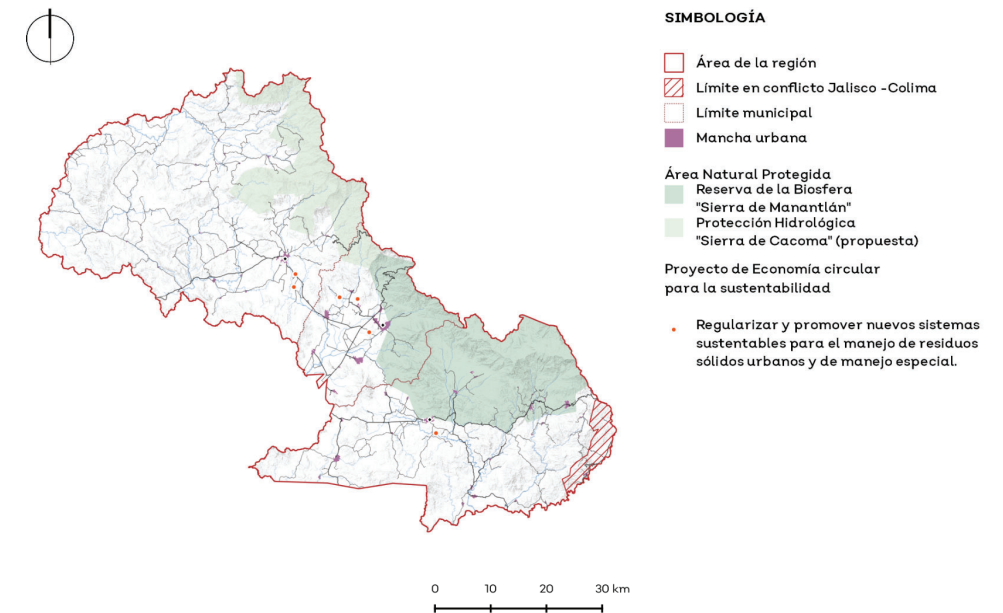 SIMBOLOGÍA
Área de la región
Límite en conflicto Jalisco -Colima
Límite municipal
Mancha urbana
Área Natural Protegida
Reserva de la Biosfera
"Sierra de Manantlán"
Protección Hidrológica
"Sierra de Cacoma" (propuesta)
Proyecto de Economía circular
para la sustentabilidad
Regularizar y promover nuevos sistemas
sustentables para el manejo de residuos
sólidos urbanos y de manejo especial.
0 10 20 30 km